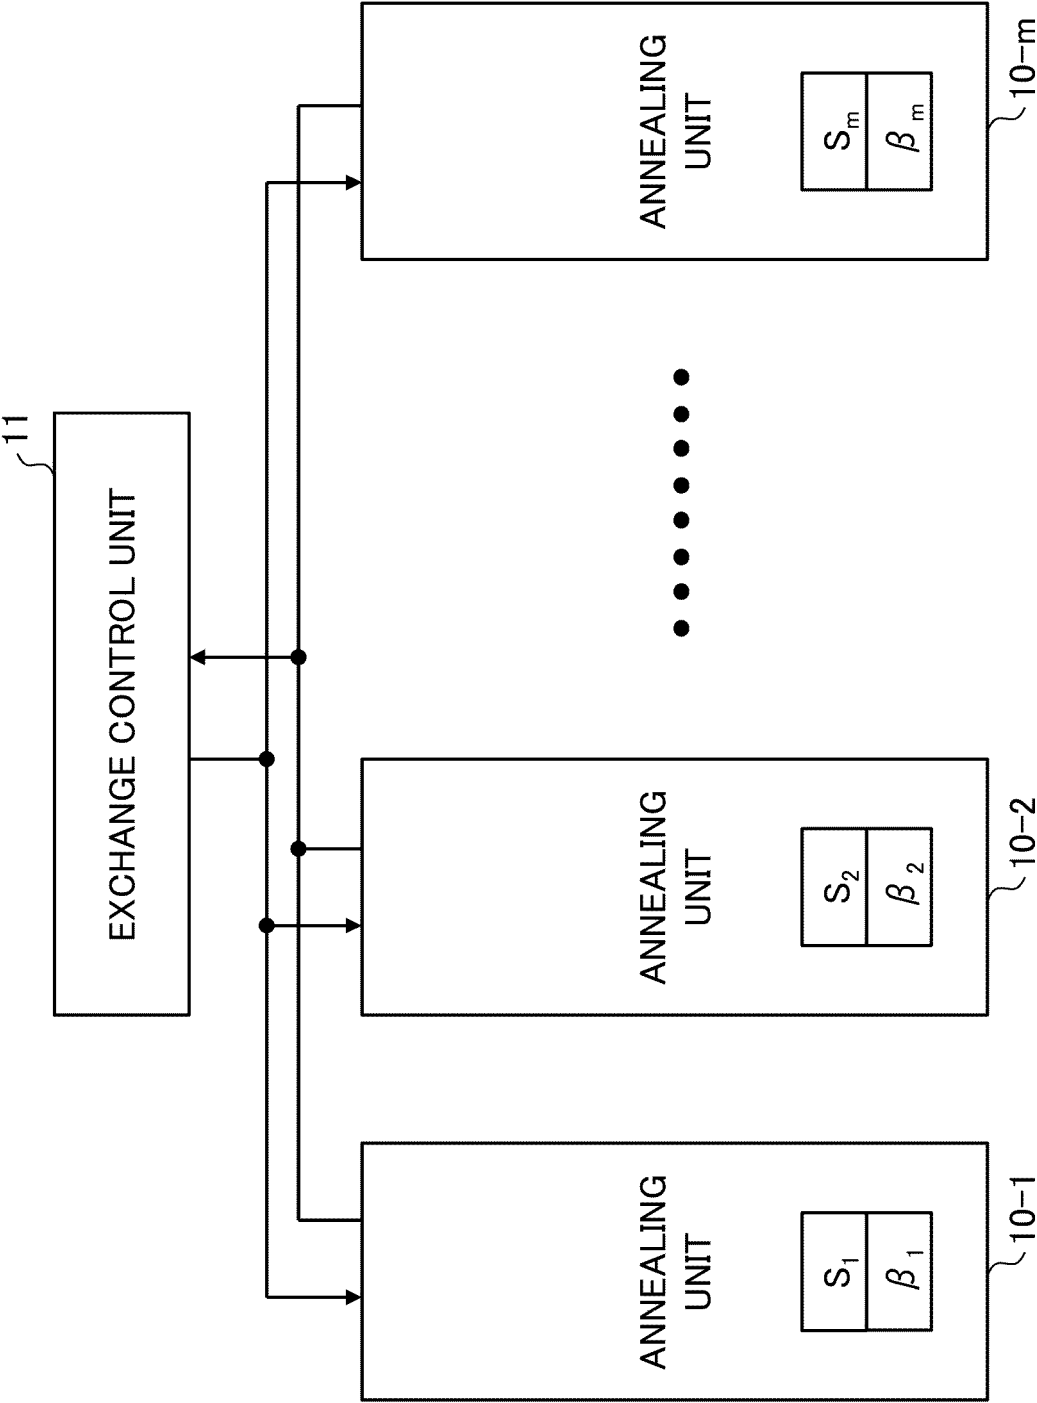 11
EXCHANGE CONTROL UNIT
ANNEALING
UNIT
S1
β1
10-1
ANNEALING
UNIT
S2
β2
10-2
ANNEALING
UNIT
Sm
βm
10-m